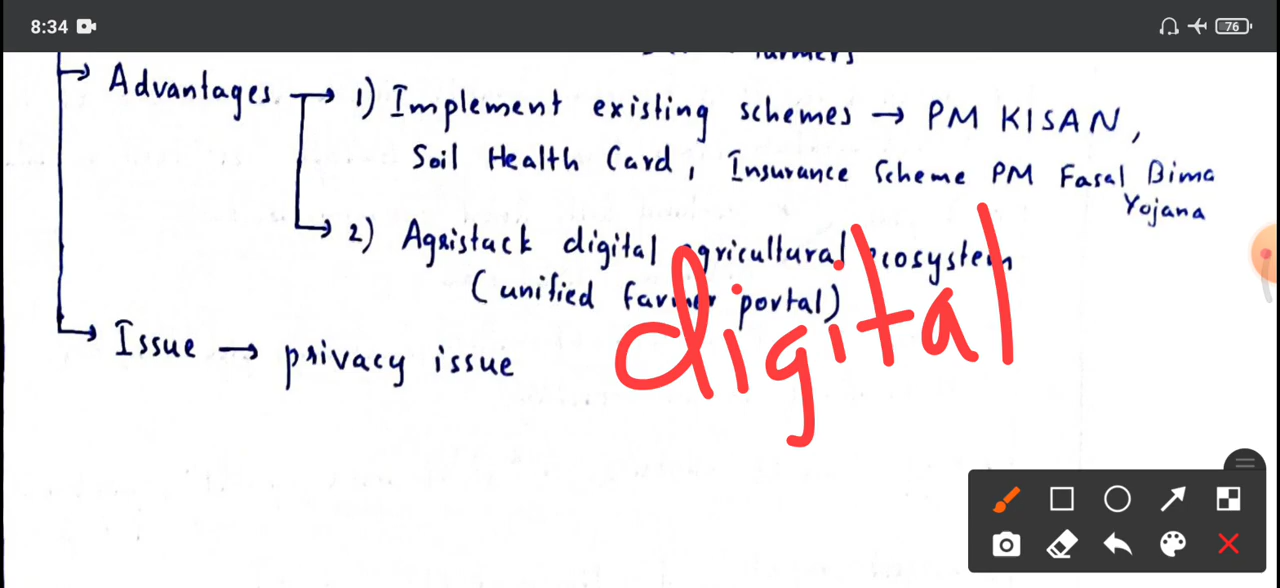 8:34
76
farmers
Advantages → 1) Implement existing schemes → PM KISAN,
Soil Health Card, Insurance Scheme PM Fasal Bima
Yojana
→ 2) Agristack digital agricultural ecosystem
(unified farmer portal)
digital
→ Issue → privacy issue